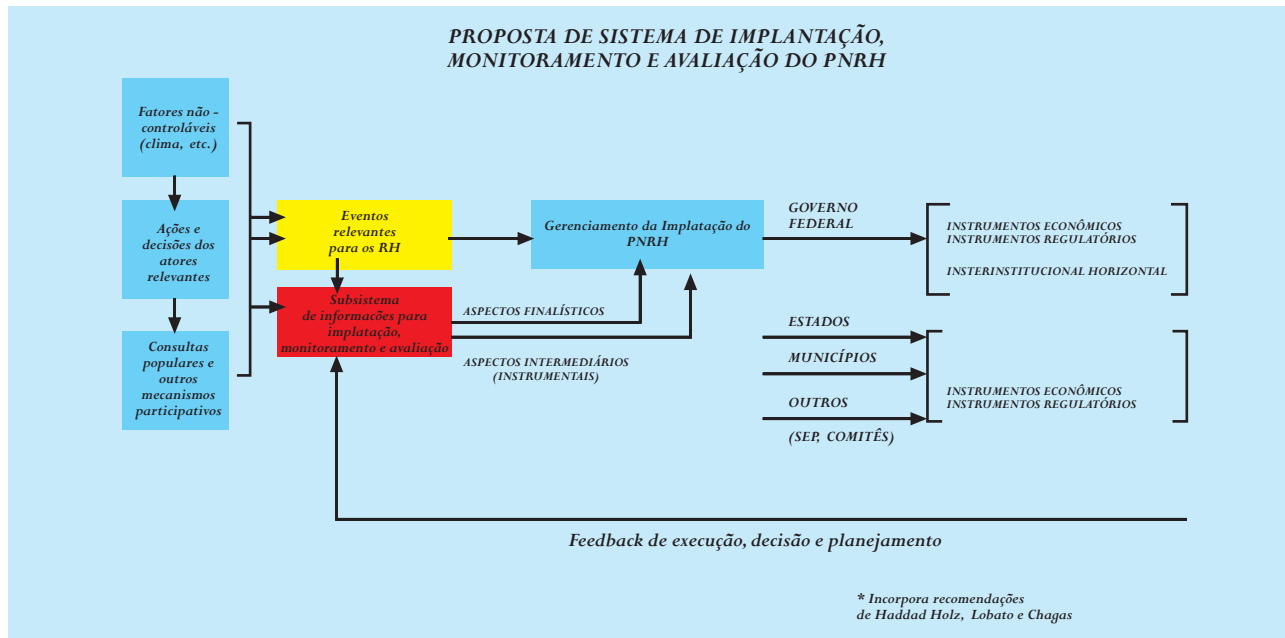 PROPOSTA DE SISTEMA DE IMPLANTAÇÃO,
MONITORAMENTO E AVALIAÇÃO DO PNRH
Fatores não -
controláveis
(clima, etc.)
Ações e
decisões dos
atores
relevantes
Consultas
populares e
outros
mecanismos
participativos
Eventos
relevantes
para os RH
Subsistema
de informacões para
implatação,
monitoramento e avaliação
ASPECTOS FINALÍSTICOS
ASPECTOS INTERMEDIÁRIOS
(INSTRUMENTAIS)
Gerenciamento da Implatação do
PNRH
GOVERNO
FEDERAL
INSTRUMENTOS ECONÔMICOS
INSTRUMENTOS REGULATÓRIOS
INSTERINSTITUCIONAL HORIZONTAL
ESTADOS
MUNICÍPIOS
OUTROS
(SEP, COMITÊS)
INSTRUMENTOS ECONÔMICOS
INSTRUMENTOS REGULATÓRIOS
Feedback de execução, decisão e planejamento
* Incorpora recomendações
de Haddad Holz, Lobato e Chagas